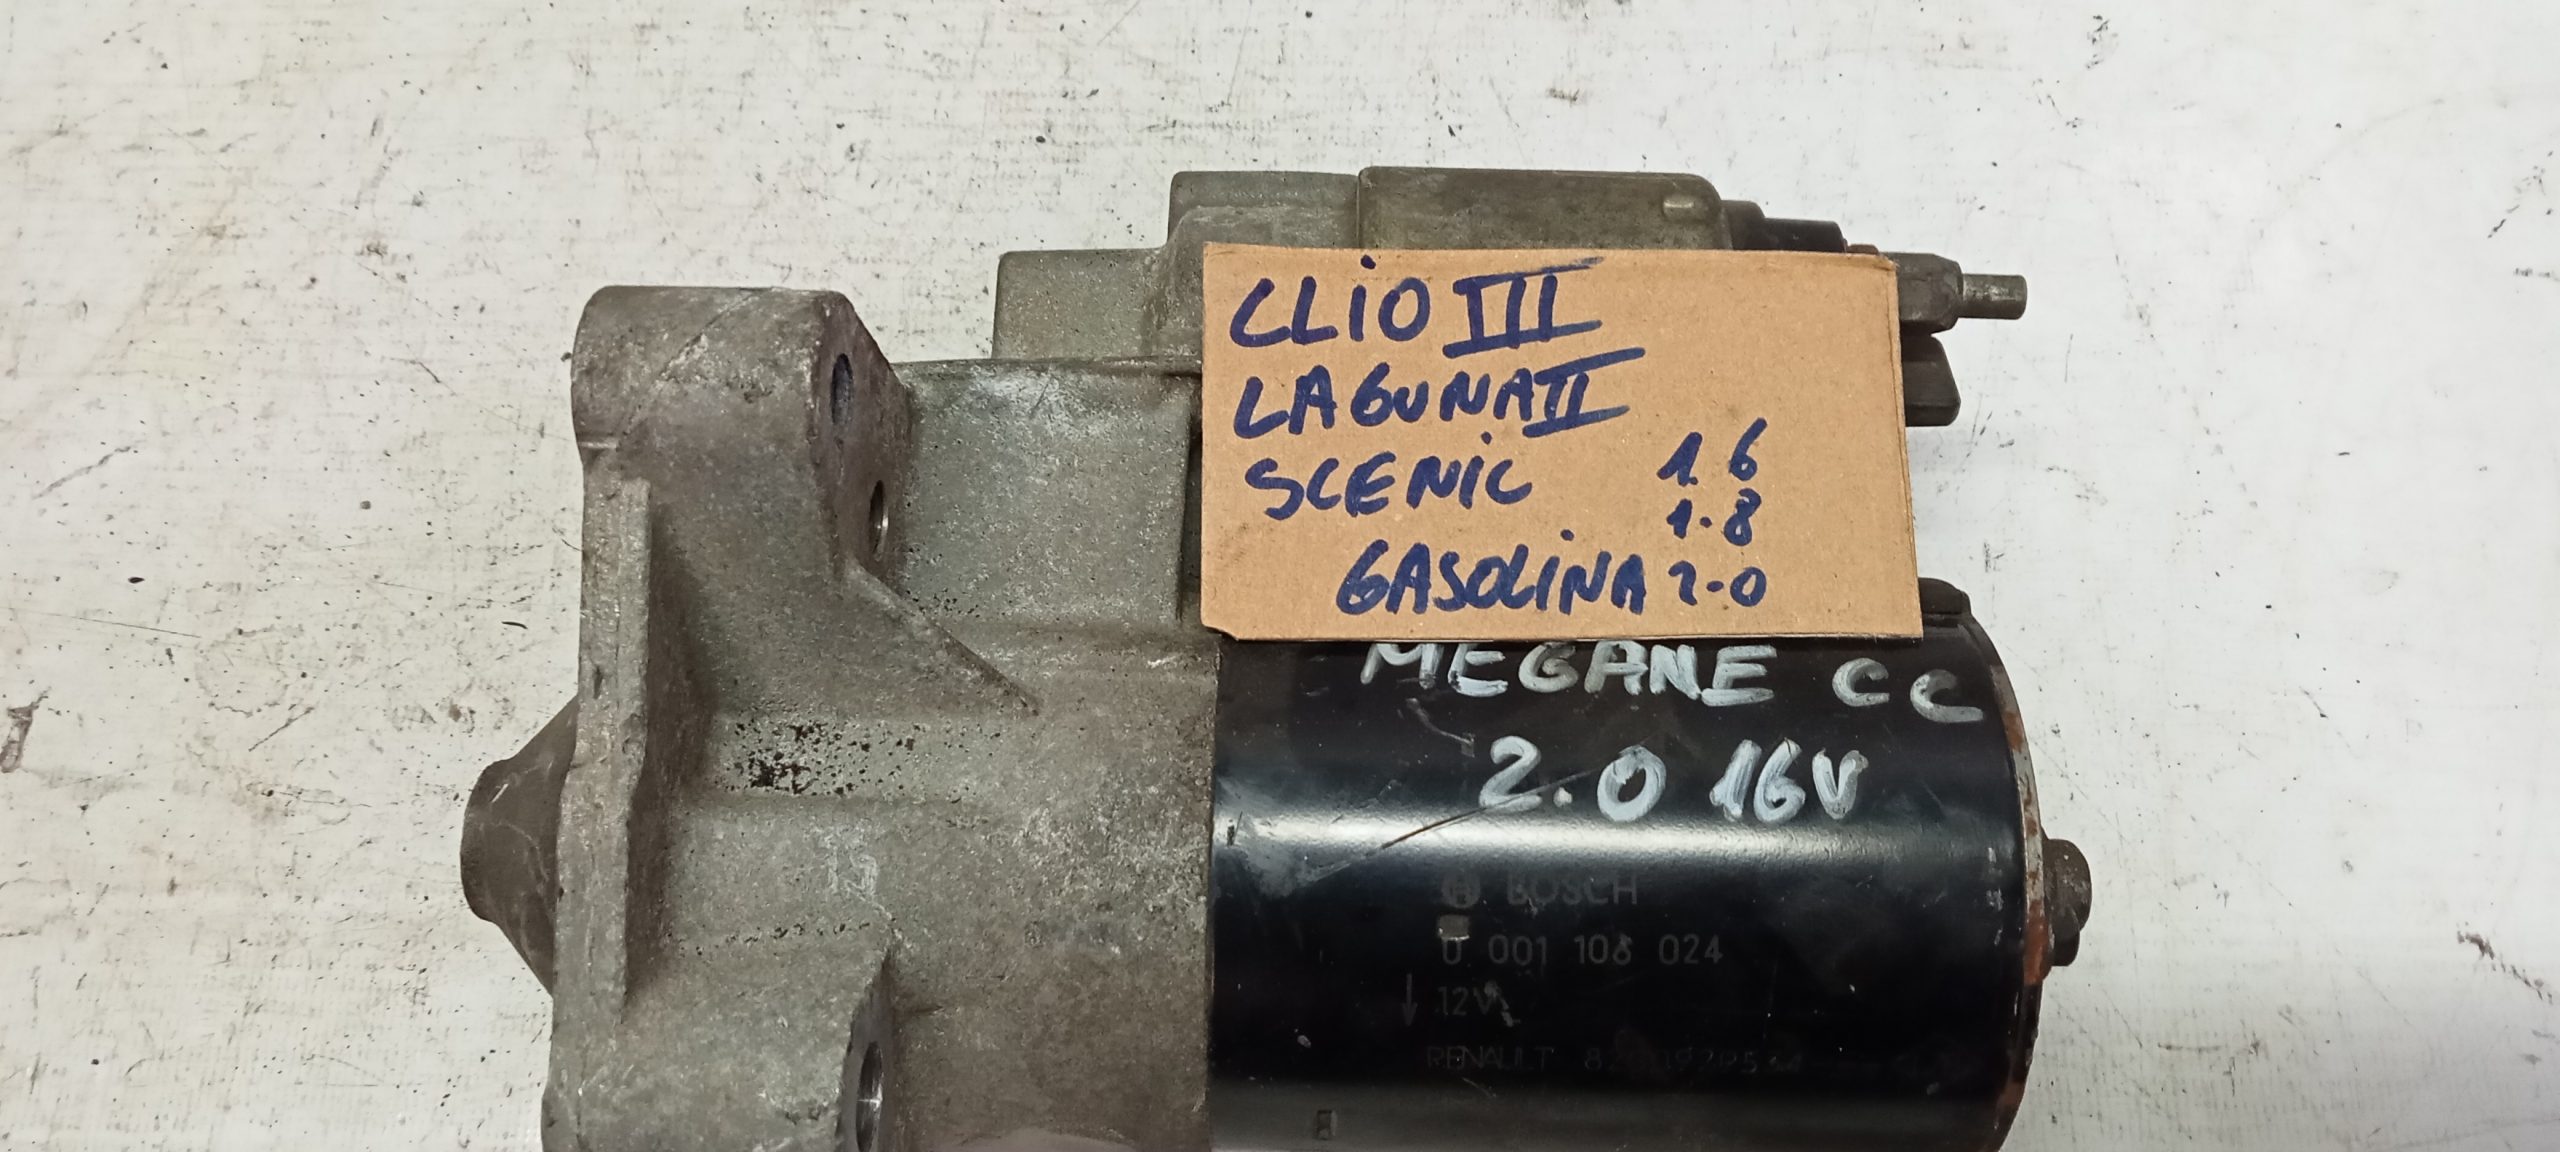 CLIO III
LAGUNA II
SCENIC 1.6
1.8
GASOLINA 2.0
MEGANE CC
2.0 16V
BOSCH
0 001 106 024
12V
RENAULT